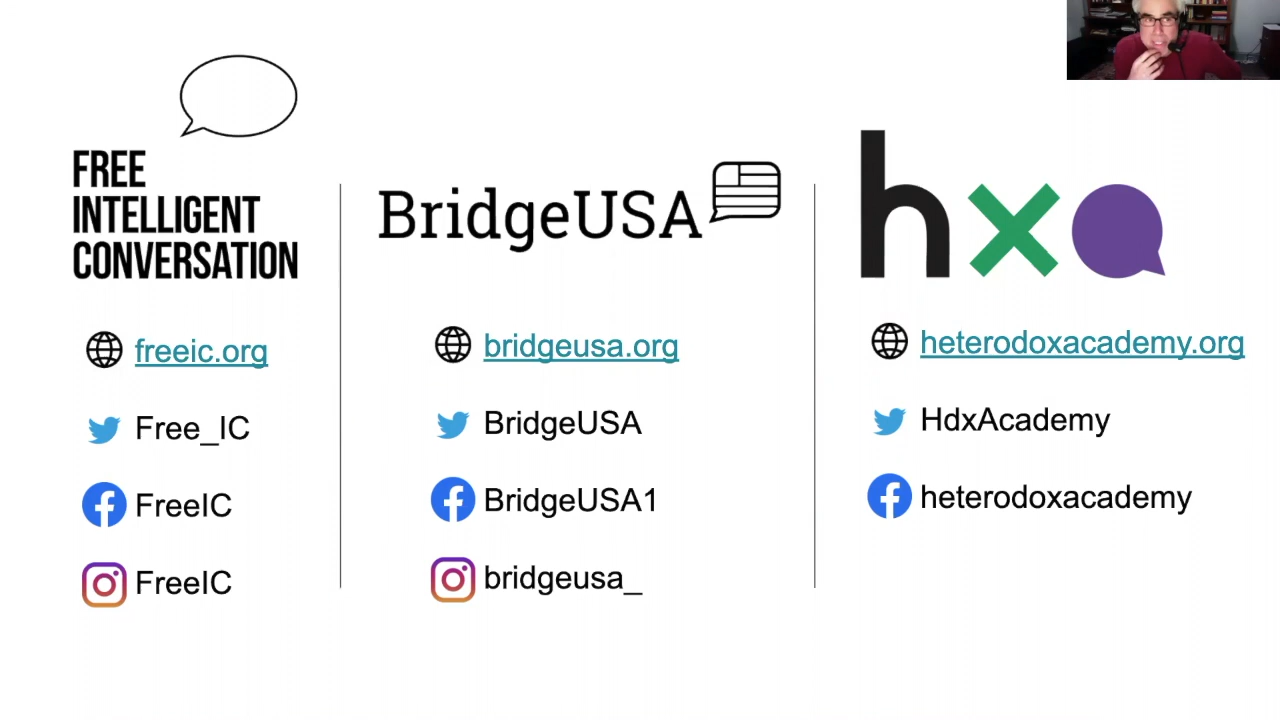 FREE
INTELLIGENT
CONVERSATION
freeic.org
Free_IC
FreeIC
FreeIC
BridgeUSA
bridgeusa.org
BridgeUSA
BridgeUSA1
bridgeusa_
hxa
heterodoxacademy.org
HdxAcademy
heterodoxacademy